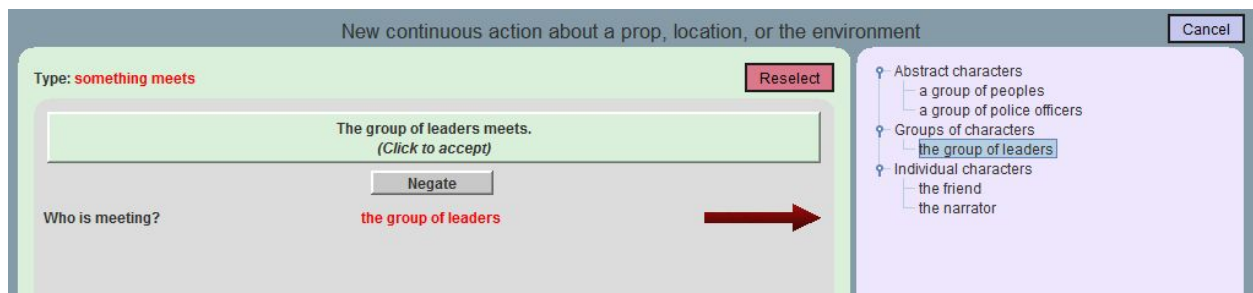 New continuous action about a prop, location, or the environment
Cancel
Type: something meets
Reselect
The group of leaders meets.
(Click to accept)
Negate
Who is meeting?
the group of leaders
Abstract characters
a group of peoples
a group of police officers
Groups of characters
the group of leaders
Individual characters
the friend
the narrator